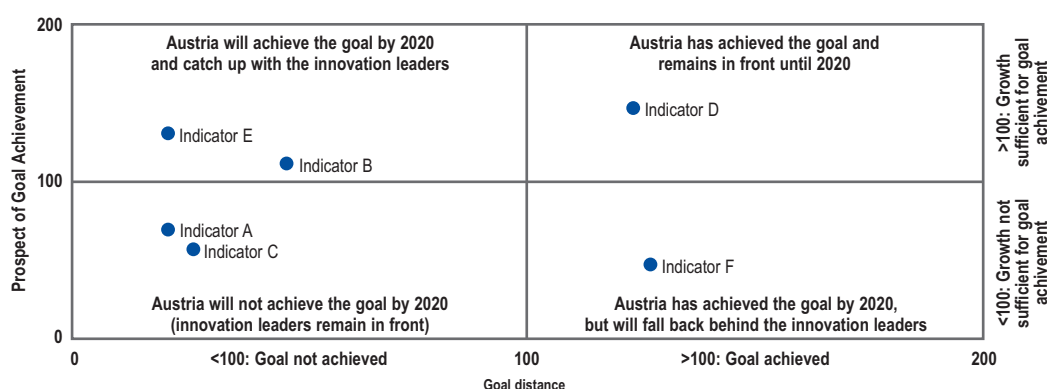 200
Austria will achieve the goal by 2020
and catch up with the innovation leaders
Austria has achieved the goal and
remains in front until 2020
Indicator D
Indicator E
Indicator B
100
Indicator A
Indicator C
Indicator F
Austria will not achieve the goal by 2020
(innovation leaders remain in front)
Austria has achieved the goal by 2020,
but will fall back behind the innovation leaders
0
0
<100: Goal not achieved
100
>100: Goal achieved
200
Goal distance
Prospect of Goal Achievement
>100: Growth
sufficient for goal
achivement
<100: Growth not
sufficient for goal
achivement